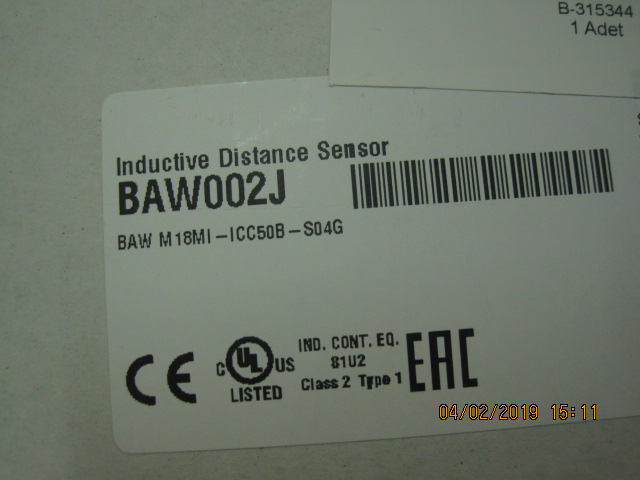 B-315344
1 Adet
Inductive Distance Sensor
BAW002J
BAW M18MI-ICC50B-S04G
CE
C UL US
LISTED
IND. CONT. EQ.
81U2
Class 2 Type 1
EAC
04/02/2019 15:11